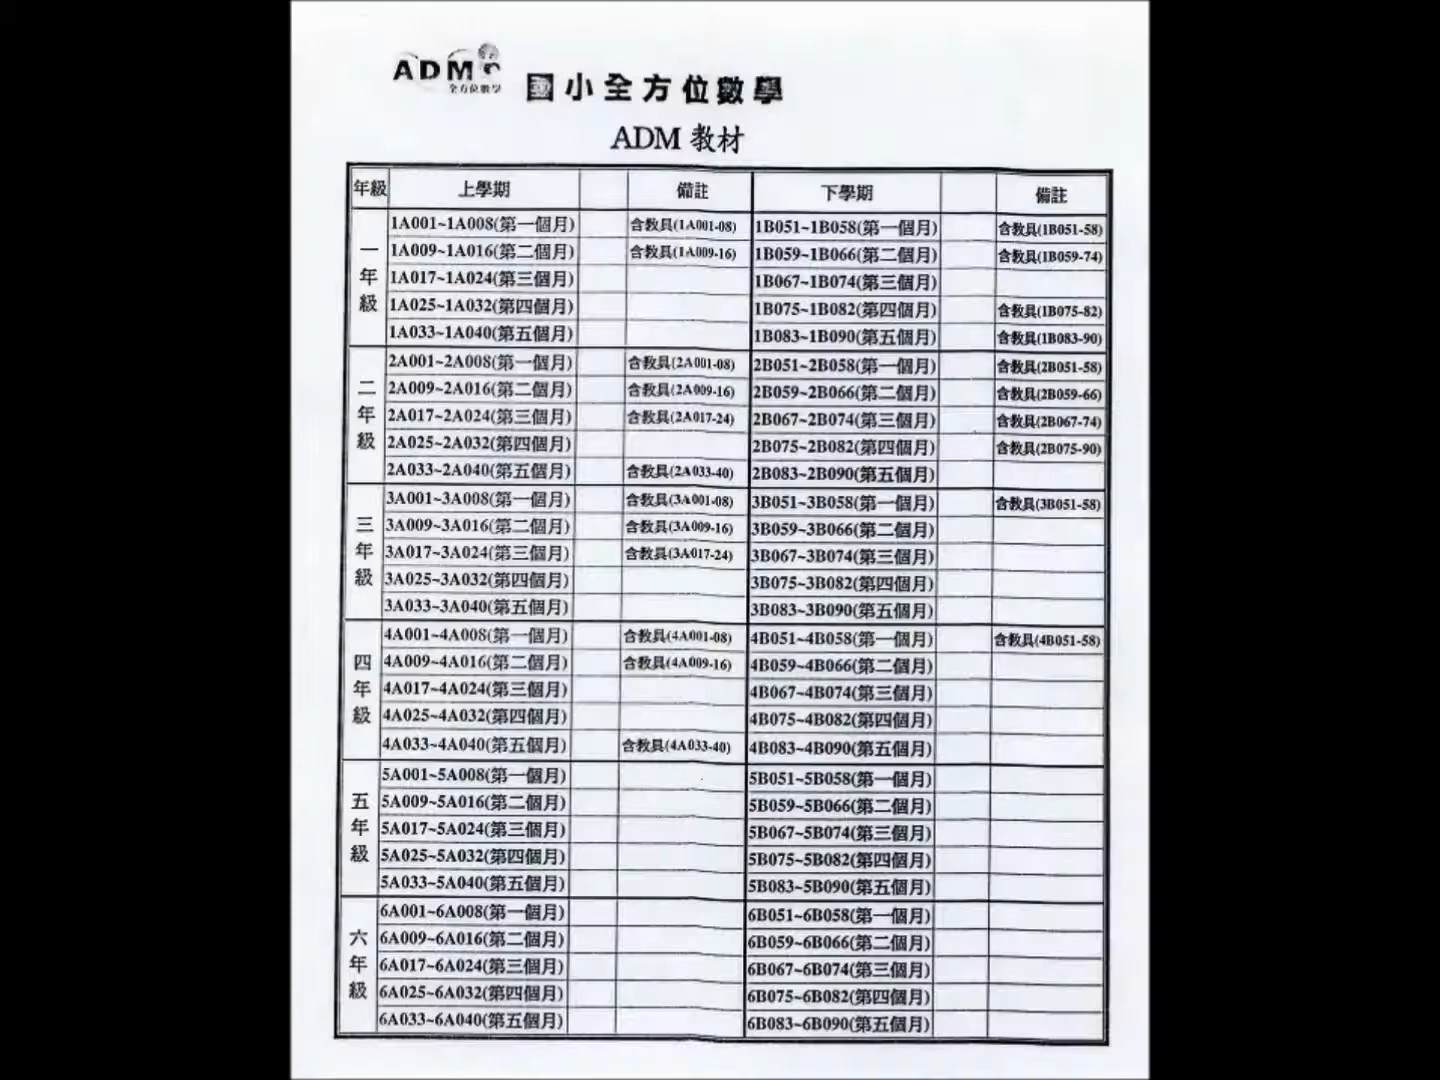 ADM
全方位數學
國小全方位數學
ADM 教材
年級 上學期 備註 下學期 備註
一年級
1A001~1A008(第一個月) 含教具(1A001-08) 1B051~1B058(第一個月) 含教具(1B051-58)
1A009~1A016(第二個月) 含教具(1A009-16) 1B059~1B066(第二個月) 含教具(1B059-74)
1A017~1A024(第三個月) 1B067~1B074(第三個月)
1A025~1A032(第四個月) 1B075~1B082(第四個月) 含教具(1B075-82)
1A033~1A040(第五個月) 1B083~1B090(第五個月) 含教具(1B083-90)
二年級
2A001~2A008(第一個月) 含教具(2A001-08) 2B051~2B058(第一個月) 含教具(2B051-58)
2A009~2A016(第二個月) 含教具(2A009-16) 2B059~2B066(第二個月) 含教具(2B059-66)
2A017~2A024(第三個月) 含教具(2A017-24) 2B067~2B074(第三個月) 含教具(2B067-74)
2A025~2A032(第四個月) 2B075~2B082(第四個月) 含教具(2B075-90)
2A033~2A040(第五個月) 含教具(2A033-40) 2B083~2B090(第五個月)
三年級
3A001~3A008(第一個月) 含教具(3A001-08) 3B051~3B058(第一個月) 含教具(3B051-58)
3A009~3A016(第二個月) 含教具(3A009-16) 3B059~3B066(第二個月)
3A017~3A024(第三個月) 含教具(3A017-24) 3B067~3B074(第三個月)
3A025~3A032(第四個月) 3B075~3B082(第四個月)
3A033~3A040(第五個月) 3B083~3B090(第五個月)
四年級
4A001~4A008(第一個月) 含教具(4A001-08) 4B051~4B058(第一個月) 含教具(4B051-58)
4A009~4A016(第二個月) 含教具(4A009-16) 4B059~4B066(第二個月)
4A017~4A024(第三個月) 4B067~4B074(第三個月)
4A025~4A032(第四個月) 4B075~4B082(第四個月)
4A033~4A040(第五個月) 含教具(4A033-40) 4B083~4B090(第五個月)
五年級
5A001~5A008(第一個月) 5B051~5B058(第一個月)
5A009~5A016(第二個月) 5B059~5B066(第二個月)
5A017~5A024(第三個月) 5B067~5B074(第三個月)
5A025~5A032(第四個月) 5B075~5B082(第四個月)
5A033~5A040(第五個月) 5B083~5B090(第五個月)
六年級
6A001~6A008(第一個月) 6B051~6B058(第一個月)
6A009~6A016(第二個月) 6B059~6B066(第二個月)
6A017~6A024(第三個月) 6B067~6B074(第三個月)
6A025~6A032(第四個月) 6B075~6B082(第四個月)
6A033~6A040(第五個月) 6B083~6B090(第五個月)